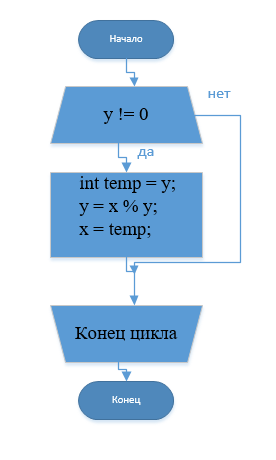 Начало
нет
y != 0
да
int temp = y;
y = x % y;
x = temp;
Конец цикла
Конец